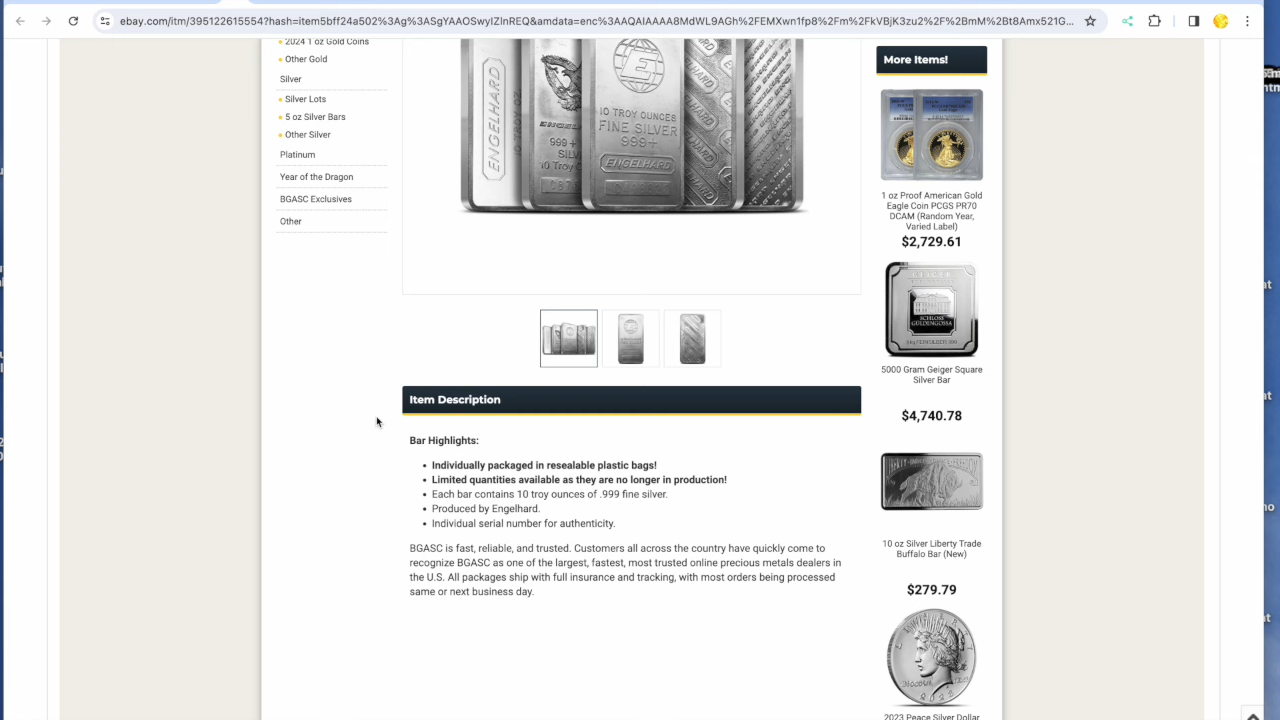 ebay.com/itm/395122615554?hash=item5bff24a502%3Ag%3ASgYAAOSwyIZlnREQ&amdata=enc%3AAQAIAAAA8MdWL9AGh%2FEMXwn1fp8%2Fm%2FkVBjK3zu2%2F%2BmM%2Bt8Amx521G...
2024 1 oz Gold Coins
Other Gold
Silver
Silver Lots
5 oz Silver Bars
Other Silver
Platinum
Year of the Dragon
BGASC Exclusives
Other
ENGELHARD
999+
10 TROY OUNCES
FINE SILVER
999+
ENGELHARD
More Items!
1 oz Proof American Gold
Eagle Coin PCGS PR70
DCAM (Random Year,
Varied Label)
$2,729.61
SCHLOSS
GULDENGOSSA
5000 Gram Geiger Square
Silver Bar
$4,740.78
10 oz Silver Liberty Trade
Buffalo Bar (New)
$279.79
2023 Peace Silver Dollar
Item Description
Bar Highlights:
Individually packaged in resealable plastic bags!
Limited quantities available as they are no longer in production!
Each bar contains 10 troy ounces of .999 fine silver.
Produced by Engelhard.
Individual serial number for authenticity.
BGASC is fast, reliable, and trusted. Customers all across the country have quickly come to
recognize BGASC as one of the largest, fastest, most trusted online precious metals dealers in
the U.S. All packages ship with full insurance and tracking, with most orders being processed
same or next business day.